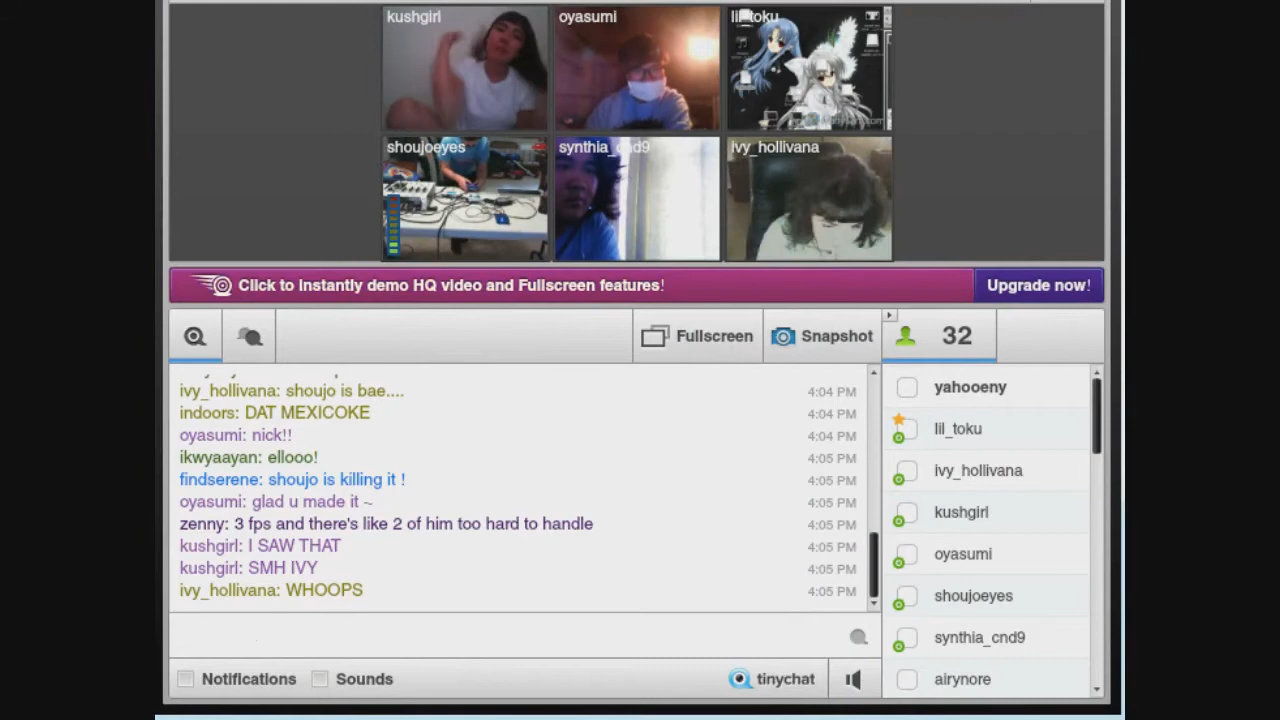 kushgirl
oyasumi
lil_toku
shoujoeyes
synthia_cnd9
ivy_hollivana
Click to instantly demo HQ video and Fullscreen features!
Upgrade now!
Fullscreen
Snapshot
32
ivy_hollivana: shoujo is bae.... 4:04 PM
indoors: DAT MEXICOKE 4:04 PM
oyasumi: nick!! 4:04 PM
ikwyaayan: ellooo! 4:05 PM
findserene: shoujo is killing it ! 4:05 PM
oyasumi: glad u made it ~ 4:05 PM
zenny: 3 fps and there's like 2 of him too hard to handle 4:05 PM
kushgirl: I SAW THAT 4:05 PM
kushgirl: SMH IVY 4:05 PM
ivy_hollivana: WHOOPS 4:05 PM
yahooeny
lil_toku
ivy_hollivana
kushgirl
oyasumi
shoujoeyes
synthia_cnd9
airynore
Notifications
Sounds
tinychat